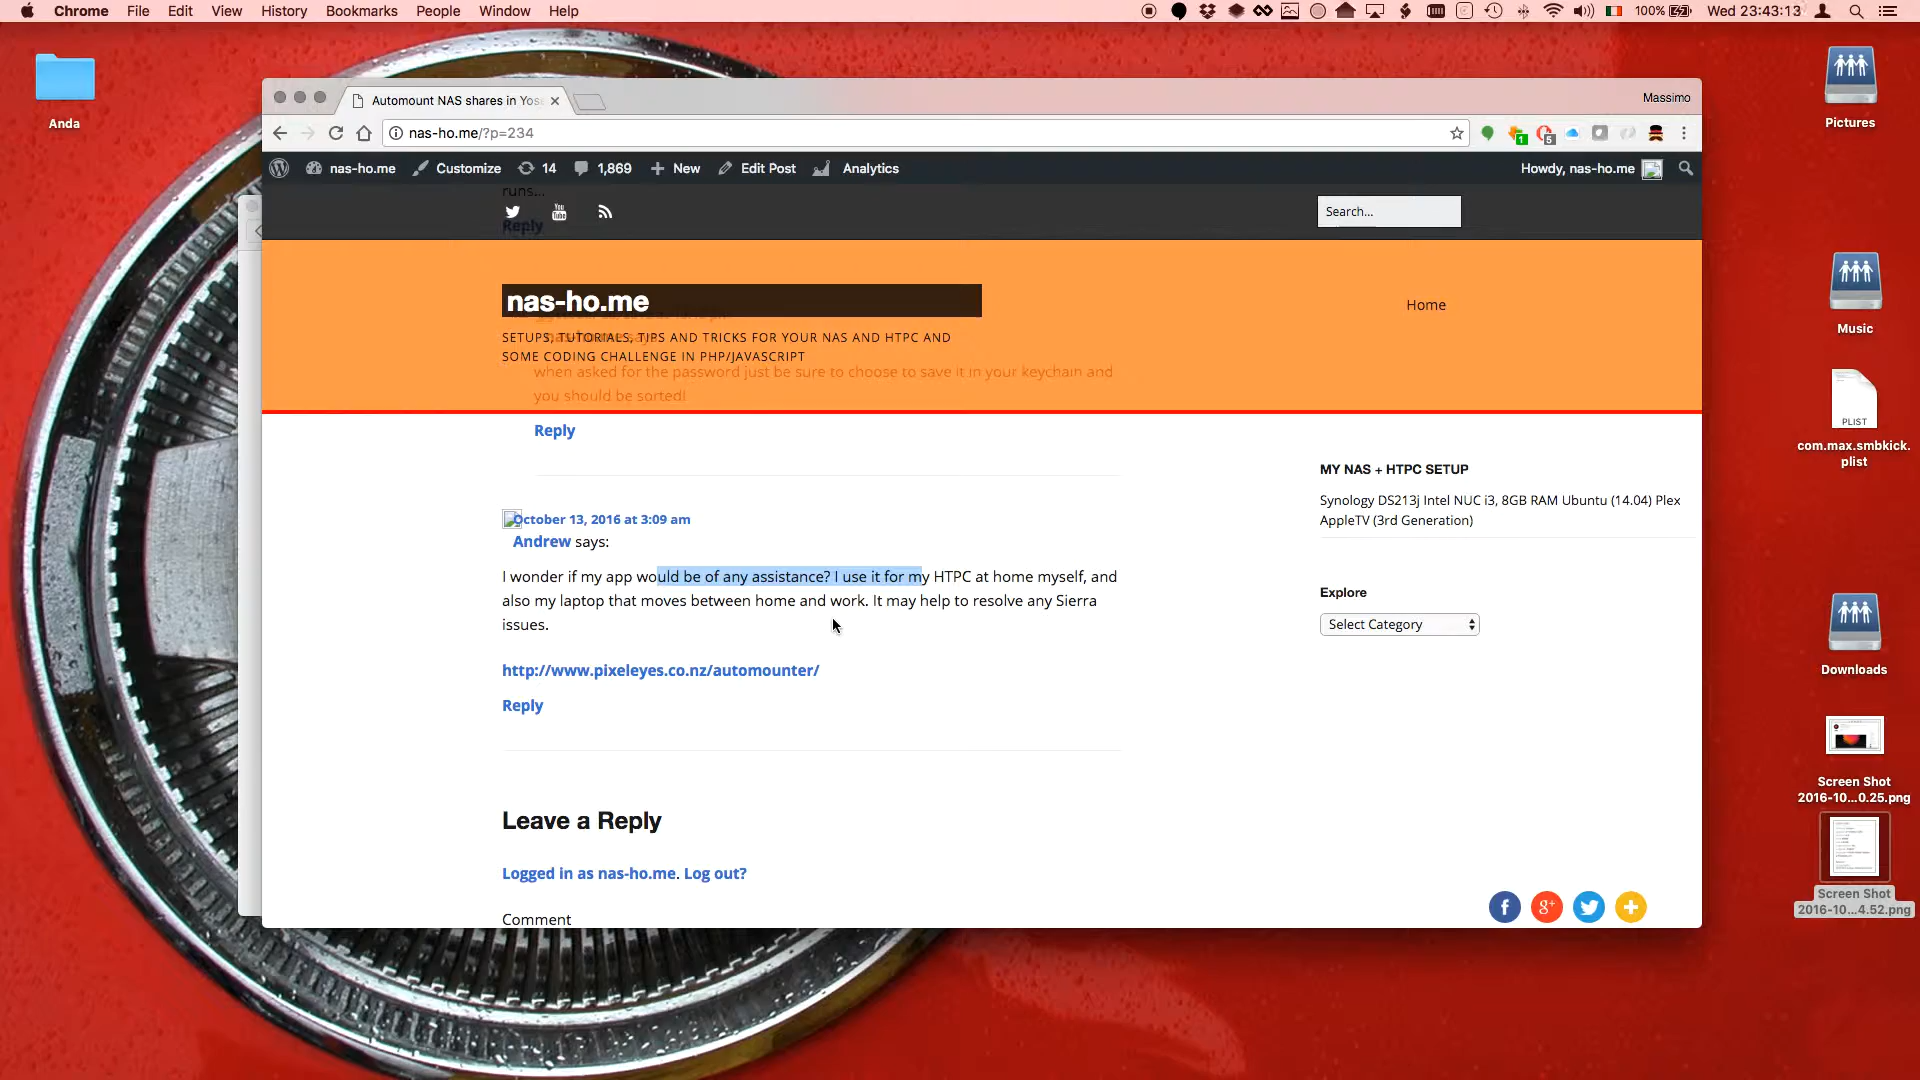 Chrome File Edit View History Bookmarks People Window Help 100% Wed 23:43:13
Anda
Automount NAS shares in Yos
Massimo
nas-ho.me/?p=234
1
5
nas-ho.me Customize 14 1,869 New Edit Post Analytics Howdy, nas-ho.me
runs...
You Tube
Search...
Reply
nas-ho.me
Home
SETUPS, TUTORIALS, TIPS AND TRICKS FOR YOUR NAS AND HTPC AND
SOME CODING CHALLENGE IN PHP/JAVASCRIPT
when asked for the password just be sure to choose to save it in your keychain and
you should be sorted!
Reply
October 13, 2016 at 3:09 am
Andrew says:
I wonder if my app would be of any assistance? I use it for my HTPC at home myself, and
also my laptop that moves between home and work. It may help to resolve any Sierra
issues.
http://www.pixeleyes.co.nz/automounter/
Reply
Leave a Reply
Logged in as nas-ho.me. Log out?
Comment
MY NAS + HTPC SETUP
Synology DS213j Intel NUC i3, 8GB RAM Ubuntu (14.04) Plex
AppleTV (3rd Generation)
Explore
Select Category
f g+
Pictures
Music
PLIST
com.max.smbkick.
plist
Downloads
Screen Shot
2016-10...0.25.png
Screen Shot
2016-10...4.52.png